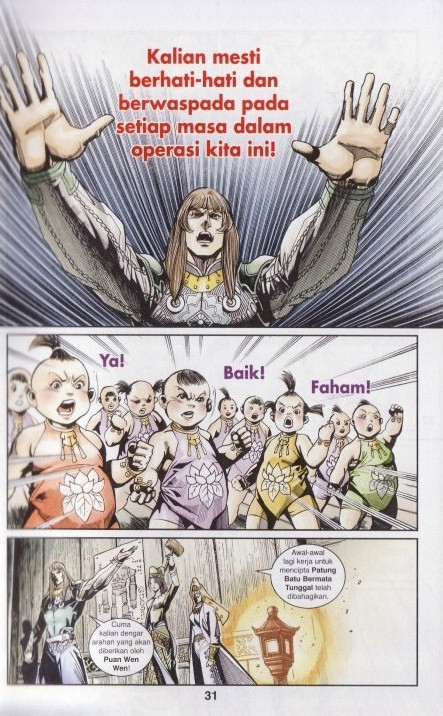 Kalian mesti
berhati-hati dan
berwaspada pada
setiap masa dalam
operasi kita ini!
Ya!
Baik!
Faham!
Cuma
kalian dengar
arahan yang akan
diberikan oleh
Puan Wen
Wen!
Awal-awal
lagi kerja untuk
mencipta Patung
Batu Bermata
Tunggal telah
dibahagikan.
31